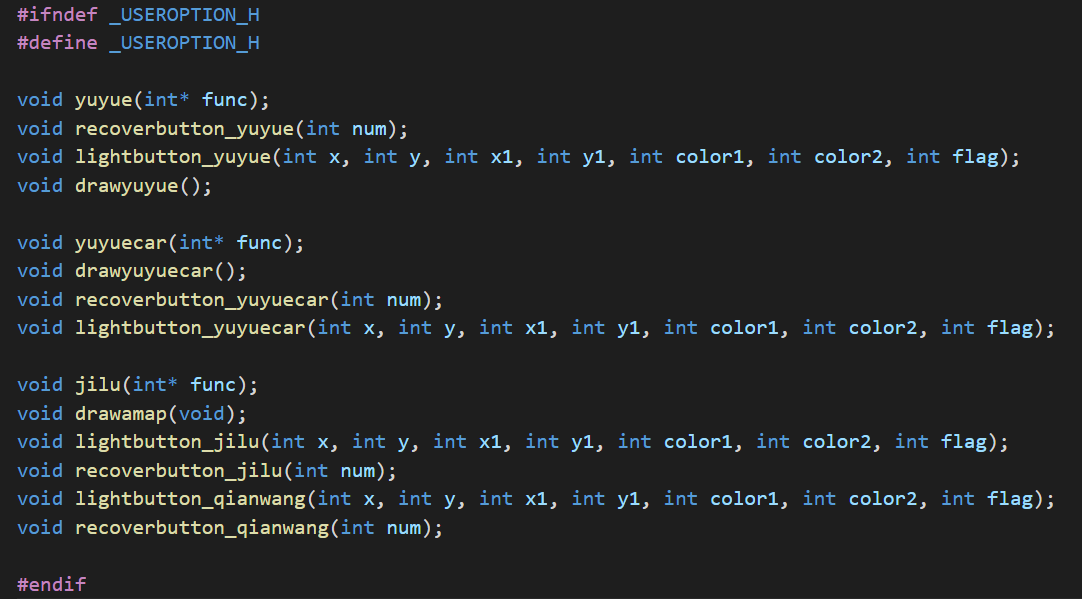 #ifndef _USEROPTION_H
#define _USEROPTION_H
void yuyue(int* func);
void recoverbutton_yuyue(int num);
void lightbutton_yuyue(int x, int y, int x1, int y1, int color1, int color2, int flag);
void drawyuyue();
void yuyuecar(int* func);
void drawyuyuecar();
void recoverbutton_yuyuecar(int num);
void lightbutton_yuyuecar(int x, int y, int x1, int y1, int color1, int color2, int flag);
void jilu(int* func);
void drawamap(void);
void lightbutton_jilu(int x, int y, int x1, int y1, int color1, int color2, int flag);
void recoverbutton_jilu(int num);
void lightbutton_qianwang(int x, int y, int x1, int y1, int color1, int color2, int flag);
void recoverbutton_qianwang(int num);
#endif